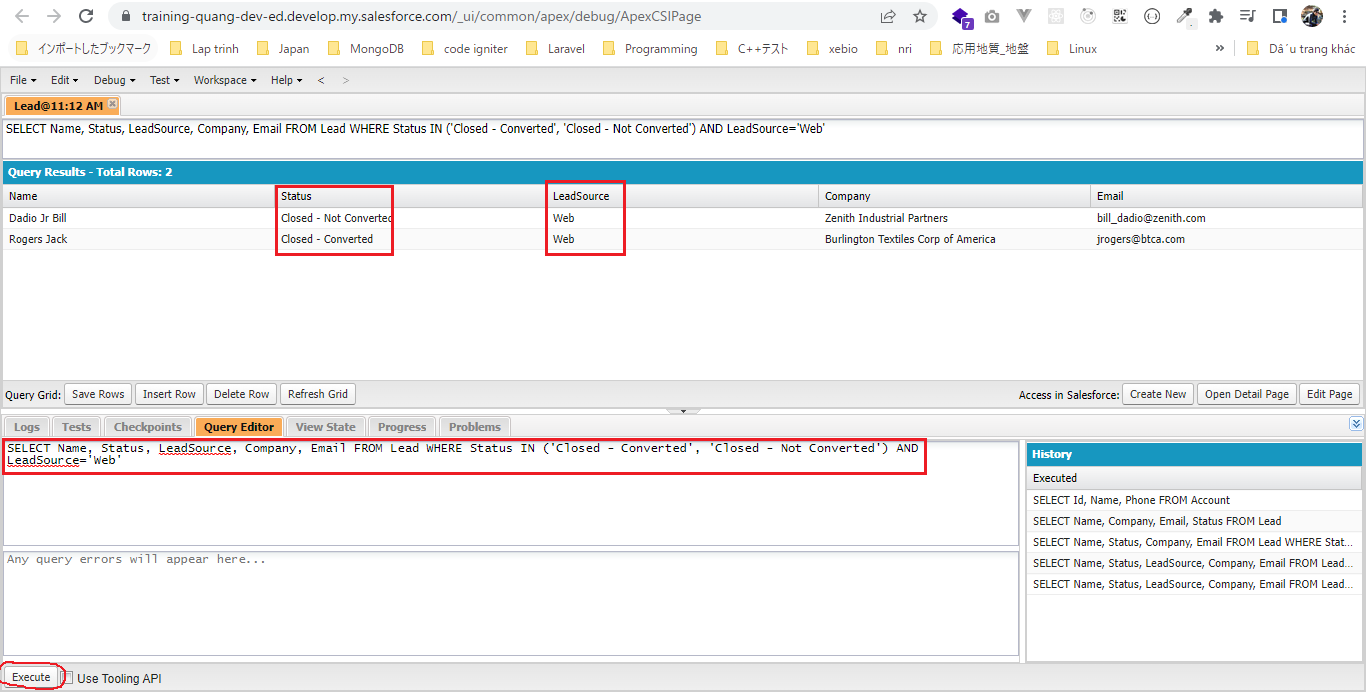 training-quang-dev-ed.develop.my.salesforce.com/_ui/common/apex/debug/ApexCSIPage
7
インポートしたブックマーク Lap trinh Japan MongoDB code igniter Laravel Programming C++テスト xebio nri 応用地質_地盤 Linux » Dấu trang khác
File Edit Debug Test Workspace Help < >
Lead@11:12 AM
SELECT Name, Status, LeadSource, Company, Email FROM Lead WHERE Status IN ('Closed - Converted', 'Closed - Not Converted') AND LeadSource='Web'
Query Results - Total Rows: 2
Name Status LeadSource Company Email
Dadio Jr Bill Closed - Not Converted Web Zenith Industrial Partners bill_dadio@zenith.com
Rogers Jack Closed - Converted Web Burlington Textiles Corp of America jrogers@btca.com
Query Grid: Save Rows Insert Row Delete Row Refresh Grid Access in Salesforce: Create New Open Detail Page Edit Page
Logs Tests Checkpoints Query Editor View State Progress Problems
SELECT Name, Status, LeadSource, Company, Email FROM Lead WHERE Status IN ('Closed - Converted', 'Closed - Not Converted') AND
LeadSource='Web'
Any query errors will appear here...
History
Executed
SELECT Id, Name, Phone FROM Account
SELECT Name, Company, Email, Status FROM Lead
SELECT Name, Status, Company, Email FROM Lead WHERE Stat...
SELECT Name, Status, LeadSource, Company, Email FROM Lead...
SELECT Name, Status, LeadSource, Company, Email FROM Lead...
Execute Use Tooling API